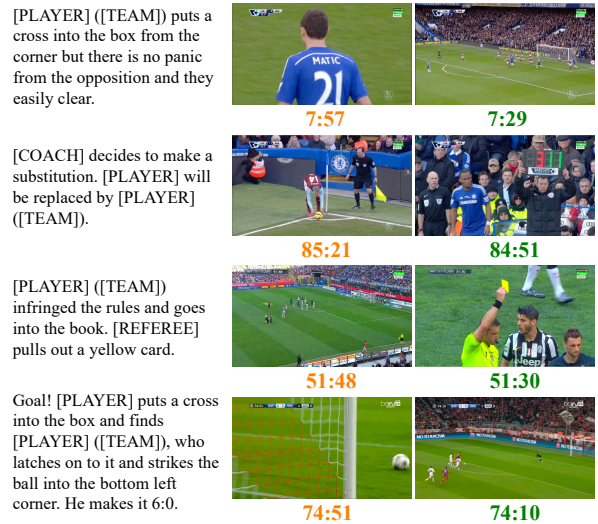 [PLAYER] ([TEAM]) puts a
cross into the box from the
corner but there is no panic
from the opposition and they
easily clear.
MATIC
21
7:57
7:29
[COACH] decides to make a
substitution. [PLAYER] will
be replaced by [PLAYER]
([TEAM]).
SAMSUNG
85:21
84:51
[PLAYER] ([TEAM])
infringed the rules and goes
into the book. [REFEREE]
pulls out a yellow card.
Jeep
51:48
51:30
Goal! [PLAYER] puts a cross
into the box and finds
[PLAYER] ([TEAM]), who
latches on to it and strikes the
ball into the bottom left
corner. He makes it 6:0.
NO TO RACISM
74:51
74:10